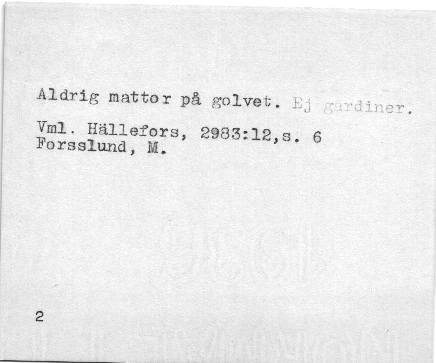 Aldrig mattor på golvet. Ej gardiner.
Vml. Hällefors, 2983:12,s. 6
Forsslund, M.
2